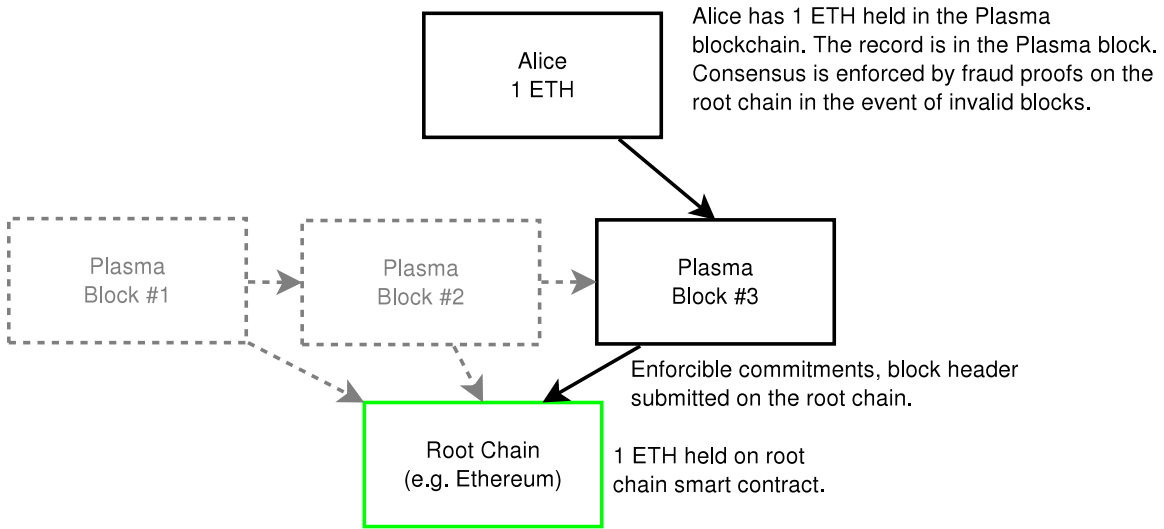 Alice has 1 ETH held in the Plasma
blockchain. The record is in the Plasma block.
Consensus is enforced by fraud proofs on the
root chain in the event of invalid blocks.
Alice
1 ETH
Plasma
Block #1
Plasma
Block #2
Plasma
Block #3
Enforcible commitments, block header
submitted on the root chain.
Root Chain
(e.g. Ethereum)
1 ETH held on root
chain smart contract.